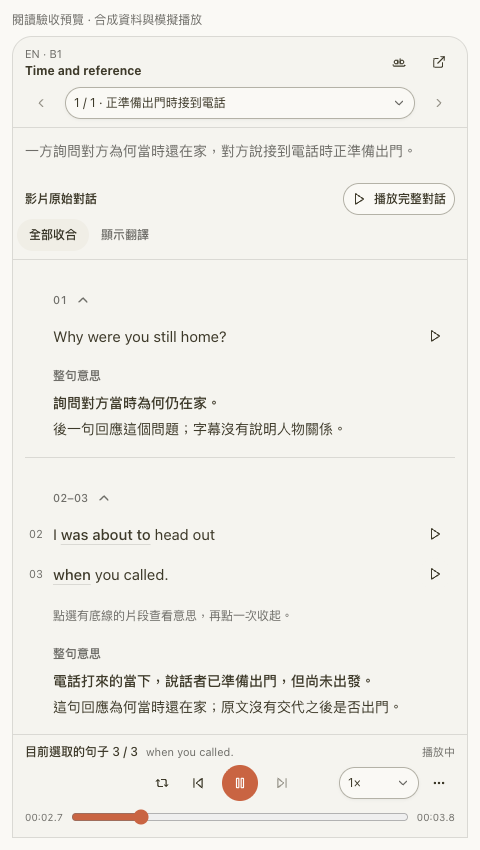 閱讀驗收預覽 · 合成資料與模擬播放
EN · B1
Time and reference
ab
1 / 1 · 正準備出門時接到電話
一方詢問對方為何當時還在家，對方說接到電話時正準備出門。
影片原始對話
播放完整對話
全部收合 顯示翻譯
01
Why were you still home?
整句意思
詢問對方當時為何仍在家。
後一句回應這個問題；字幕沒有說明人物關係。
02–03
02 I was about to head out
03 when you called.
點選有底線的片段查看意思，再點一次收起。
整句意思
電話打來的當下，說話者已準備出門，但尚未出發。
這句回應為何當時還在家；原文沒有交代之後是否出門。
目前選取的句子 3 / 3 when you called. 播放中
1x
00:02.7 00:03.8